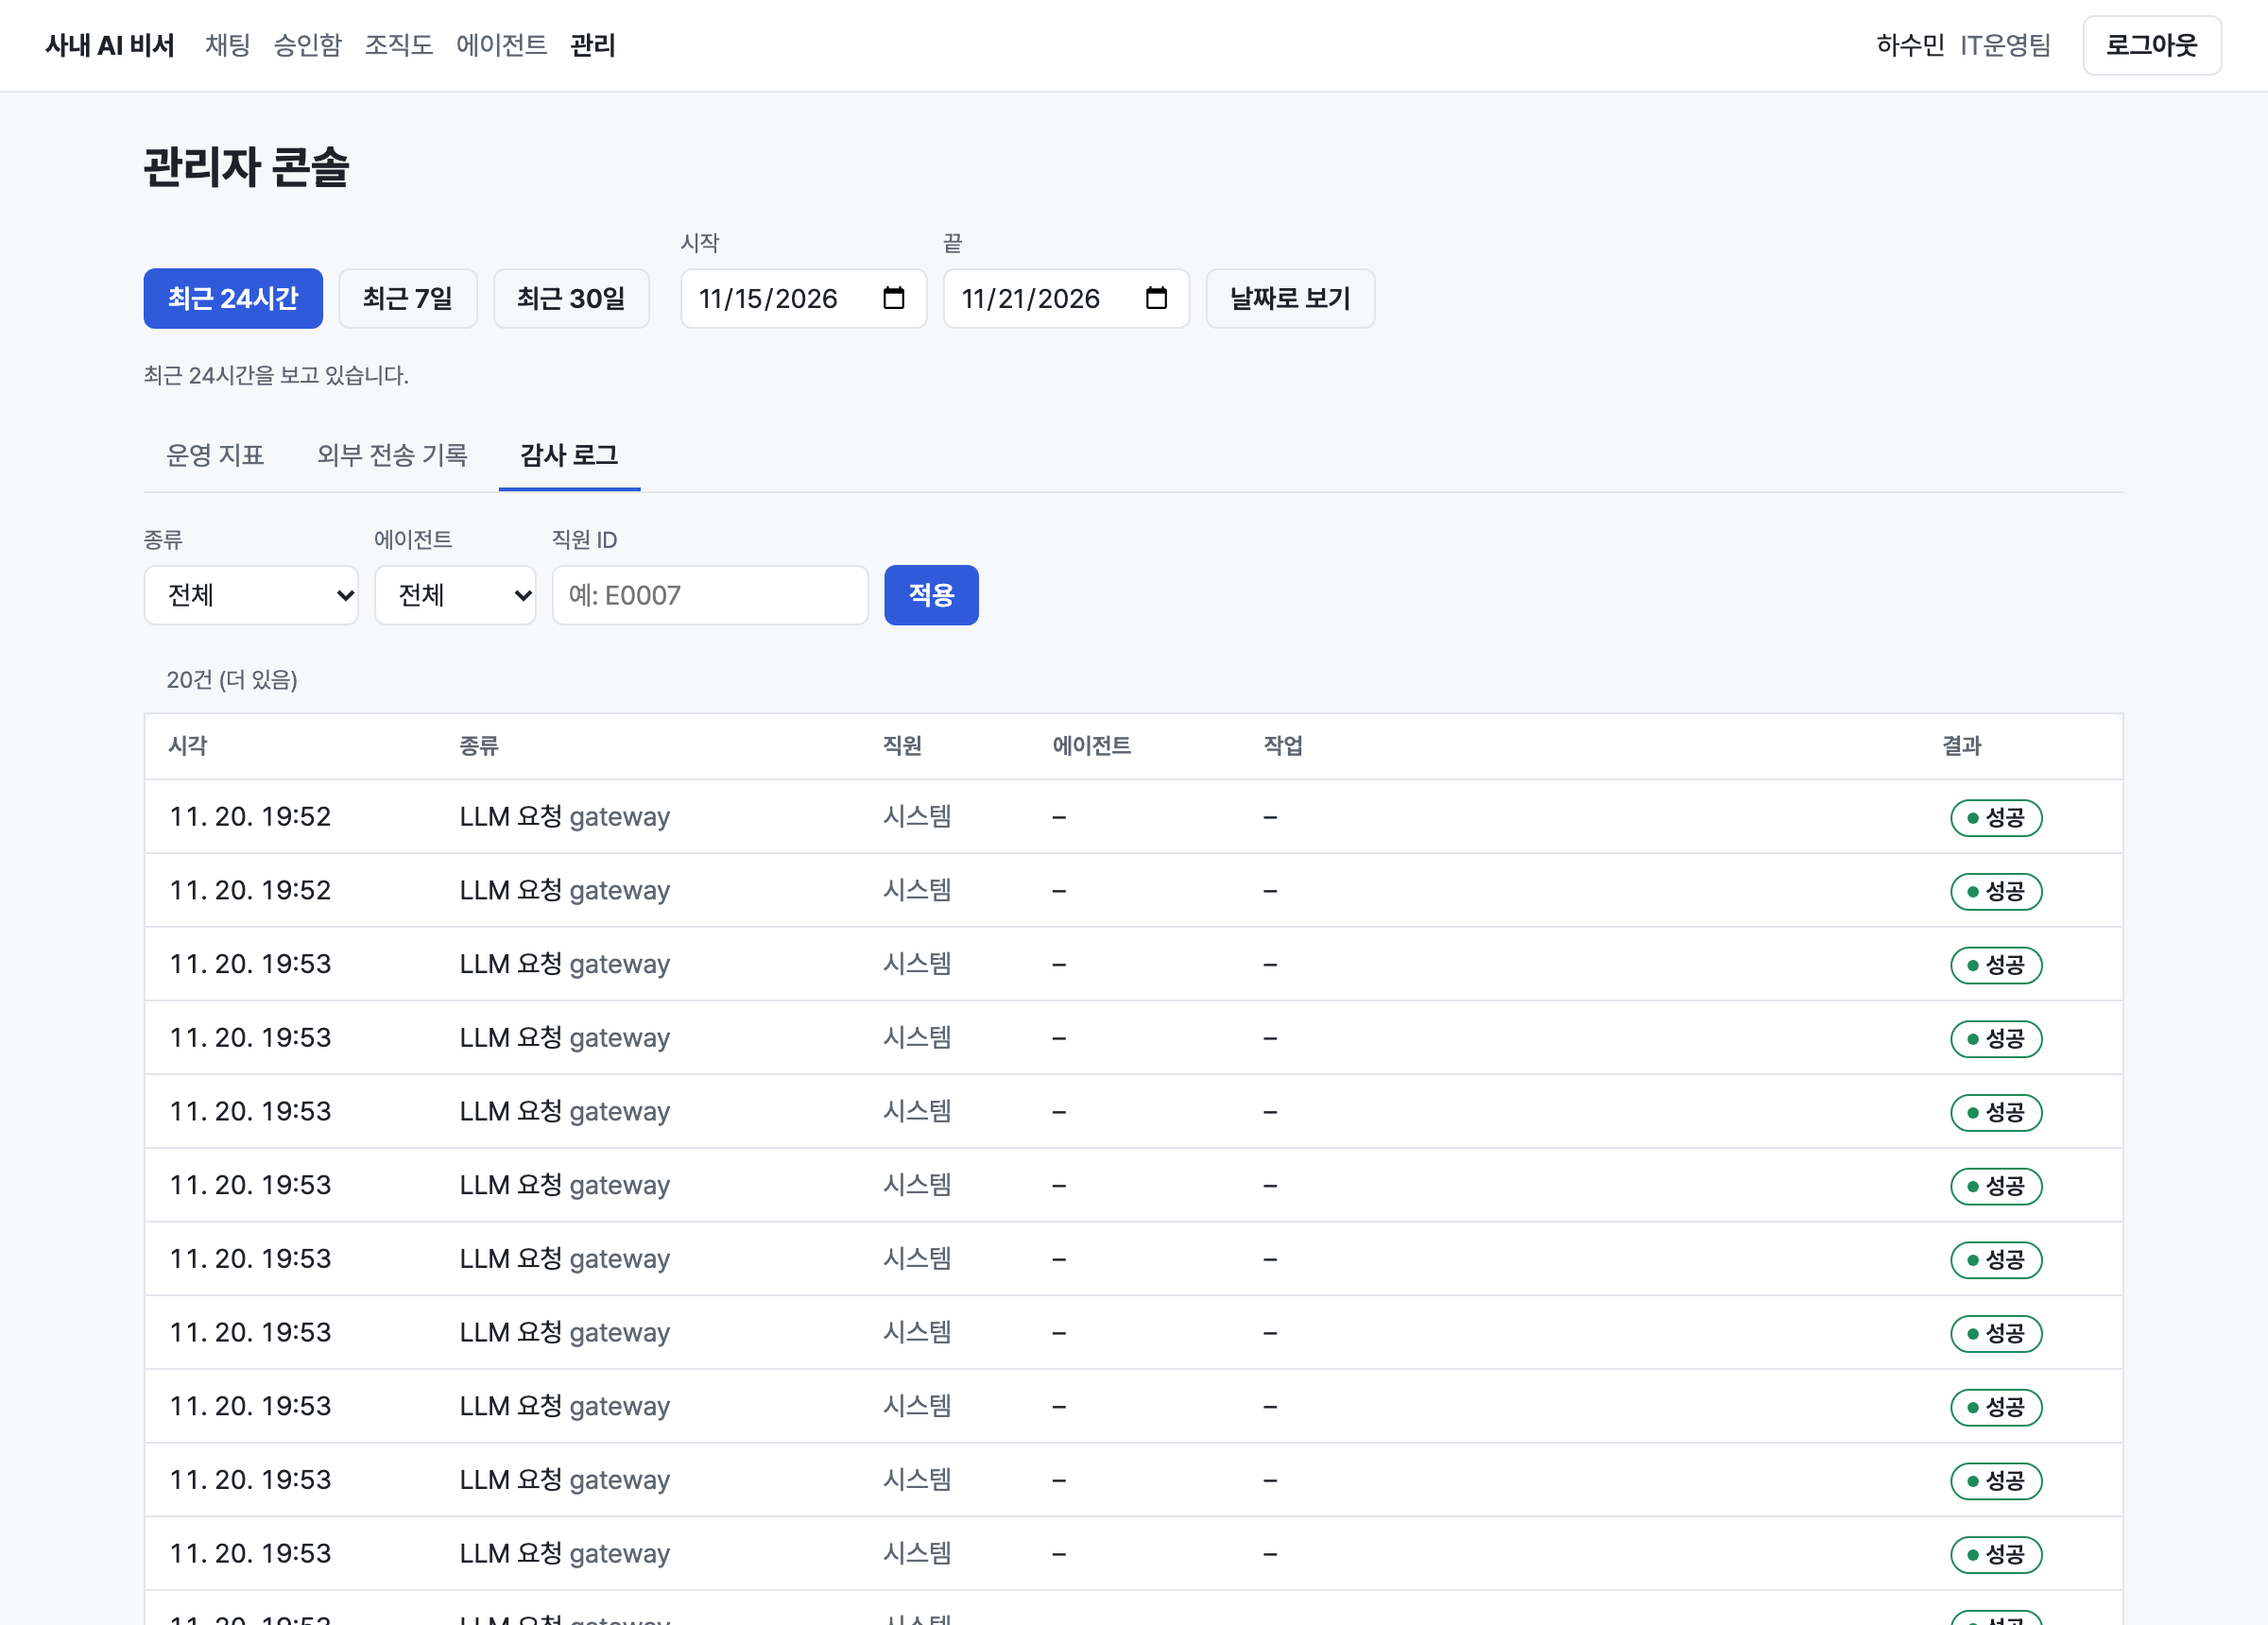 사내 AI 비서 채팅 승인함 조직도 에이전트 관리 하수민 IT운영팀 로그아웃
관리자 콘솔
시작 끝
최근 24시간 최근 7일 최근 30일 11/15/2026 11/21/2026 날짜로 보기
최근 24시간을 보고 있습니다.
운영 지표 외부 전송 기록 감사 로그
종류 에이전트 직원 ID
전체 전체 예: E0007 적용
20건 (더 있음)
시각 종류 직원 에이전트 작업 결과
11. 20. 19:52 LLM 요청 gateway 시스템 – – 성공
11. 20. 19:52 LLM 요청 gateway 시스템 – – 성공
11. 20. 19:53 LLM 요청 gateway 시스템 – – 성공
11. 20. 19:53 LLM 요청 gateway 시스템 – – 성공
11. 20. 19:53 LLM 요청 gateway 시스템 – – 성공
11. 20. 19:53 LLM 요청 gateway 시스템 – – 성공
11. 20. 19:53 LLM 요청 gateway 시스템 – – 성공
11. 20. 19:53 LLM 요청 gateway 시스템 – – 성공
11. 20. 19:53 LLM 요청 gateway 시스템 – – 성공
11. 20. 19:53 LLM 요청 gateway 시스템 – – 성공
11. 20. 19:53 LLM 요청 gateway 시스템 – – 성공